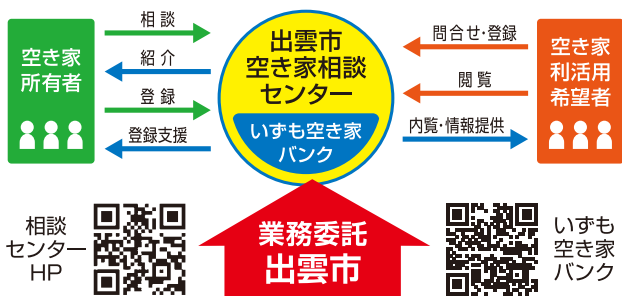 空き家
所有者
相談
紹介
登録
登録支援
出雲市
空き家相談
センター
いずも空き家
バンク
問合せ・登録
閲覧
内覧・情報提供
空き家
利活用
希望者
相談
センター
HP
業務委託
出雲市
いずも
空き家
バンク